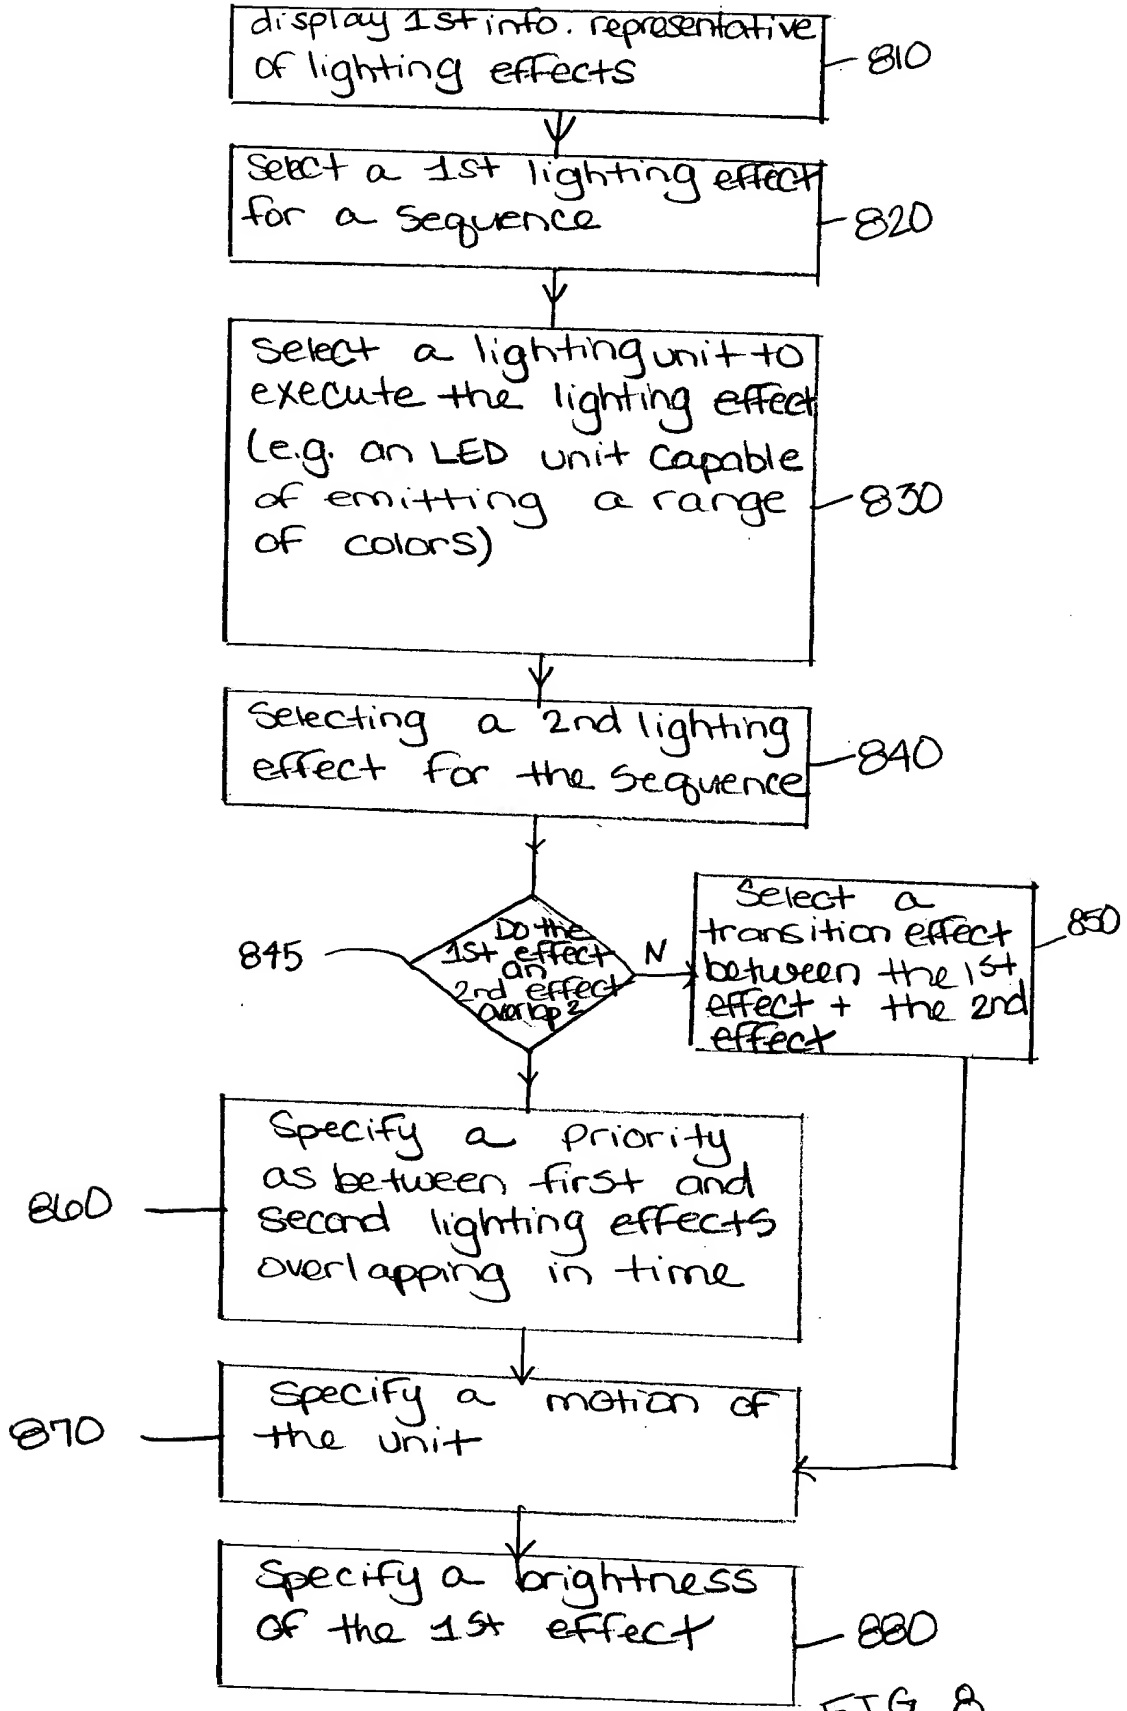 display 1st info. representative
of lighting effects
810
Select a 1st lighting effect
for a sequence
820
Select a lighting unit to
execute the lighting effect
(e.g. an LED unit capable
of emitting a range
of colors)
830
Selecting a 2nd lighting
effect for the sequence
840
Do the
1st effect
an
2nd effect
overlap?
845
N
Select a
transition effect
between the 1st
effect + the 2nd
effect
850
Specify a priority
as between first and
second lighting effects
overlapping in time
860
Specify a motion of
the unit
870
Specify a brightness
of the 1st effect
880
FIG 8